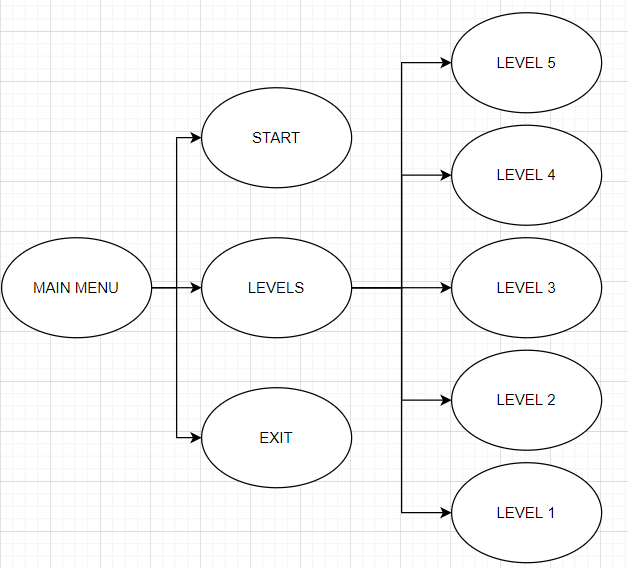 MAIN MENU
START
LEVELS
EXIT
LEVEL 5
LEVEL 4
LEVEL 3
LEVEL 2
LEVEL 1